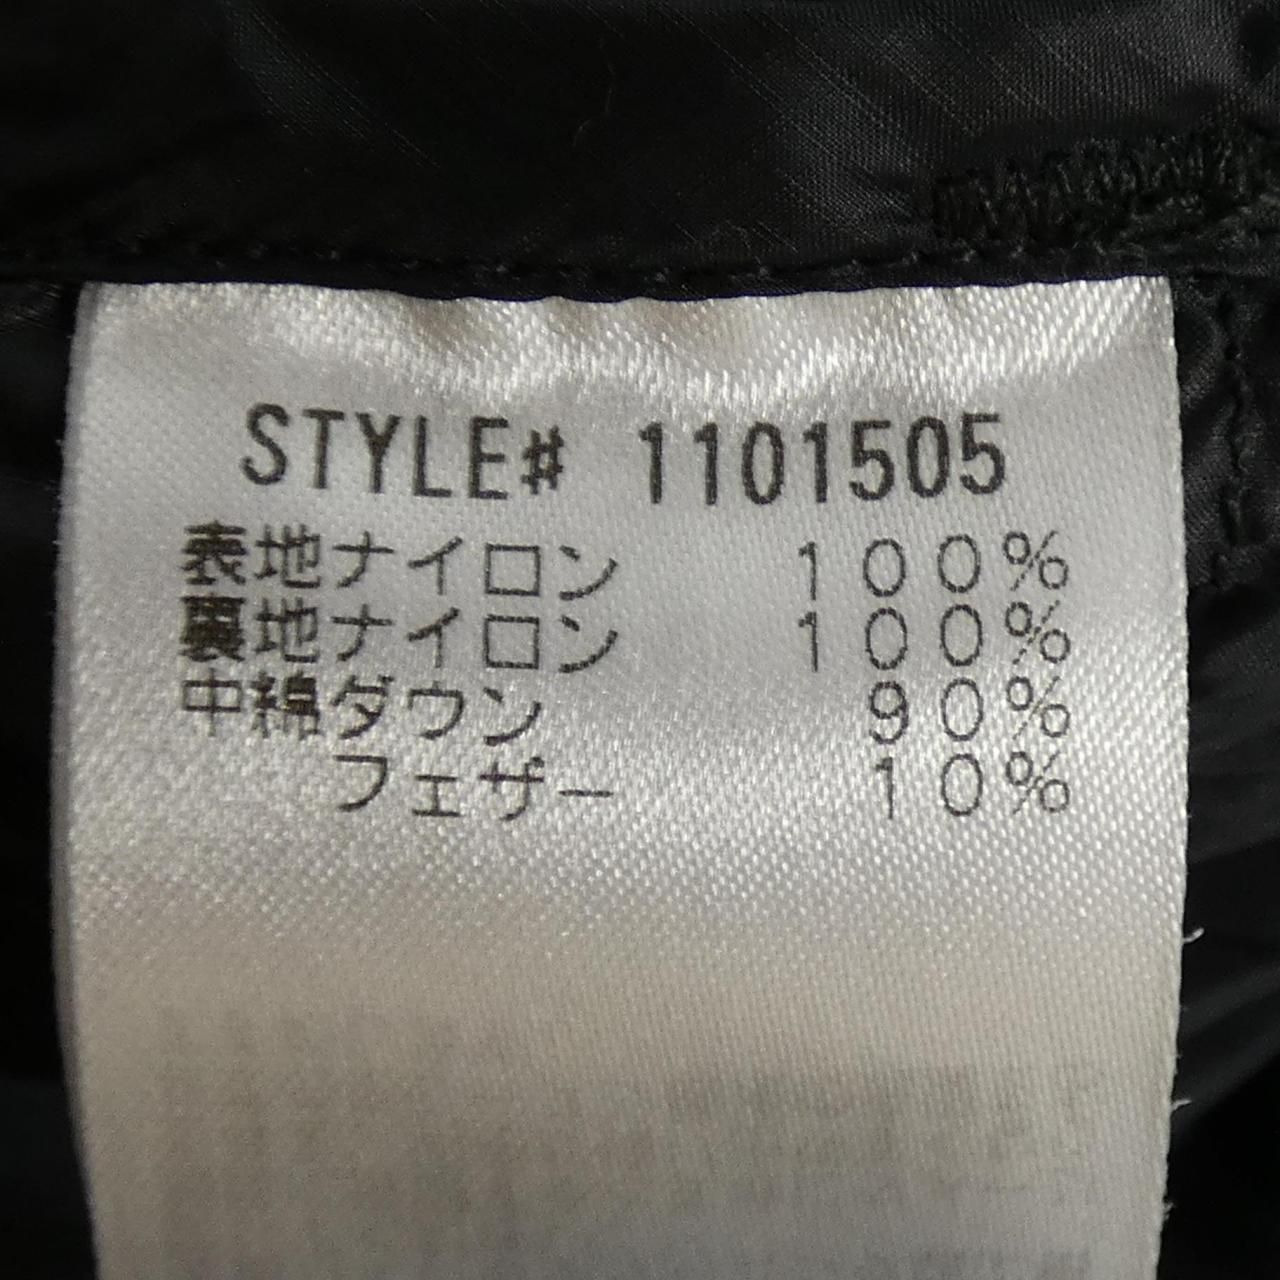 STYLE# 1101505
表地ナイロン 100%
裏地ナイロン 100%
中綿ダウン 90%
フェザー 10%